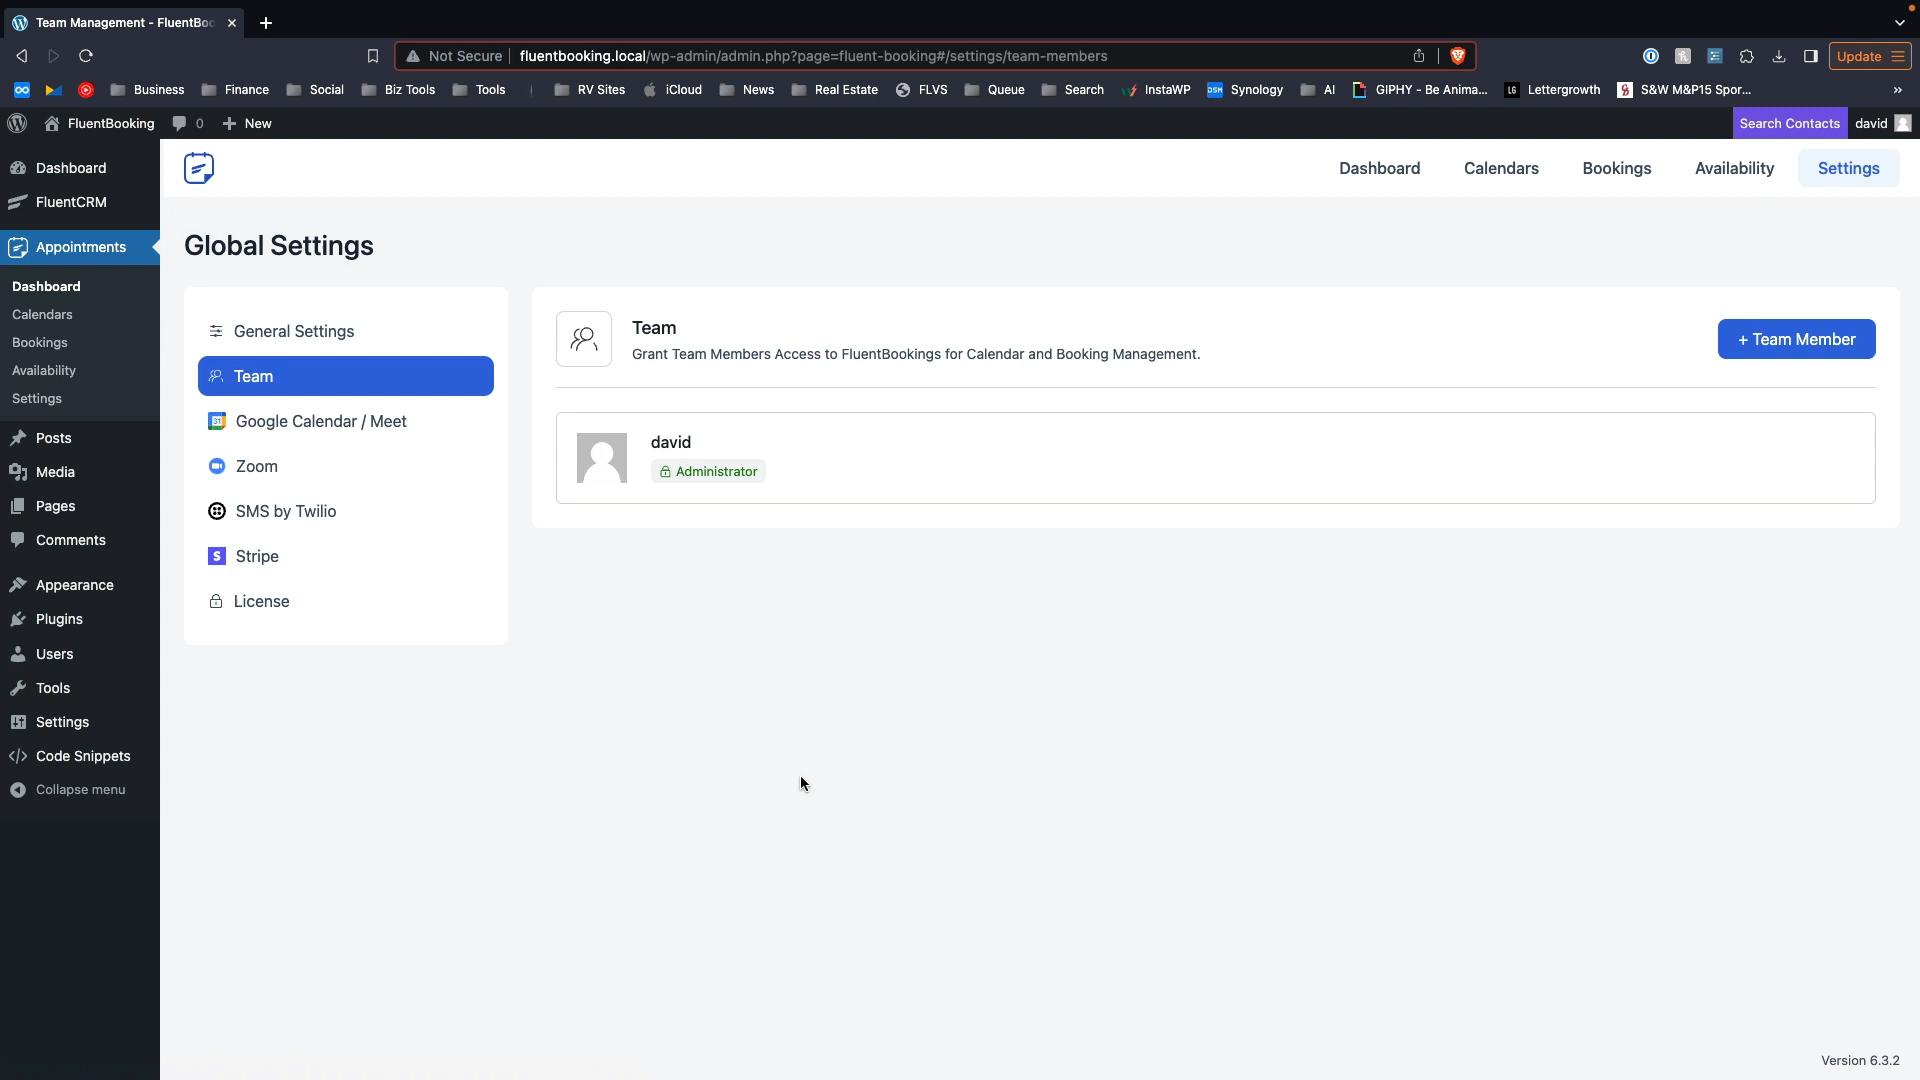 Team Management - FluentBoo
Not Secure
fluentbooking.local/wp-admin/admin.php?page=fluent-booking#/settings/team-members
Update
Business
Finance
Social
Biz Tools
Tools
RV Sites
iCloud
News
Real Estate
FLVS
Queue
Search
InstaWP
DSM
Synology
AI
GIPHY - Be Anima...
LG
Lettergrowth
S&W M&P15 Spor...
»
FluentBooking
0
New
Search Contacts
david
Dashboard
FluentCRM
Appointments
Dashboard
Calendars
Bookings
Availability
Settings
Posts
Media
Pages
Comments
Appearance
Plugins
Users
Tools
Settings
Code Snippets
Collapse menu
Dashboard
Calendars
Bookings
Availability
Settings
Global Settings
General Settings
Team
31
Google Calendar / Meet
Zoom
SMS by Twilio
S
Stripe
License
Team
Grant Team Members Access to FluentBookings for Calendar and Booking Management.
+ Team Member
david
Administrator
Version 6.3.2